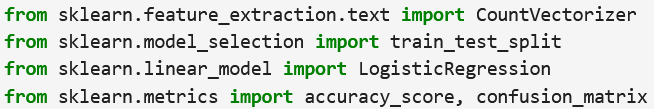 from sklearn.feature_extraction.text import CountVectorizer
from sklearn.model_selection import train_test_split
from sklearn.linear_model import LogisticRegression
from sklearn.metrics import accuracy_score, confusion_matrix